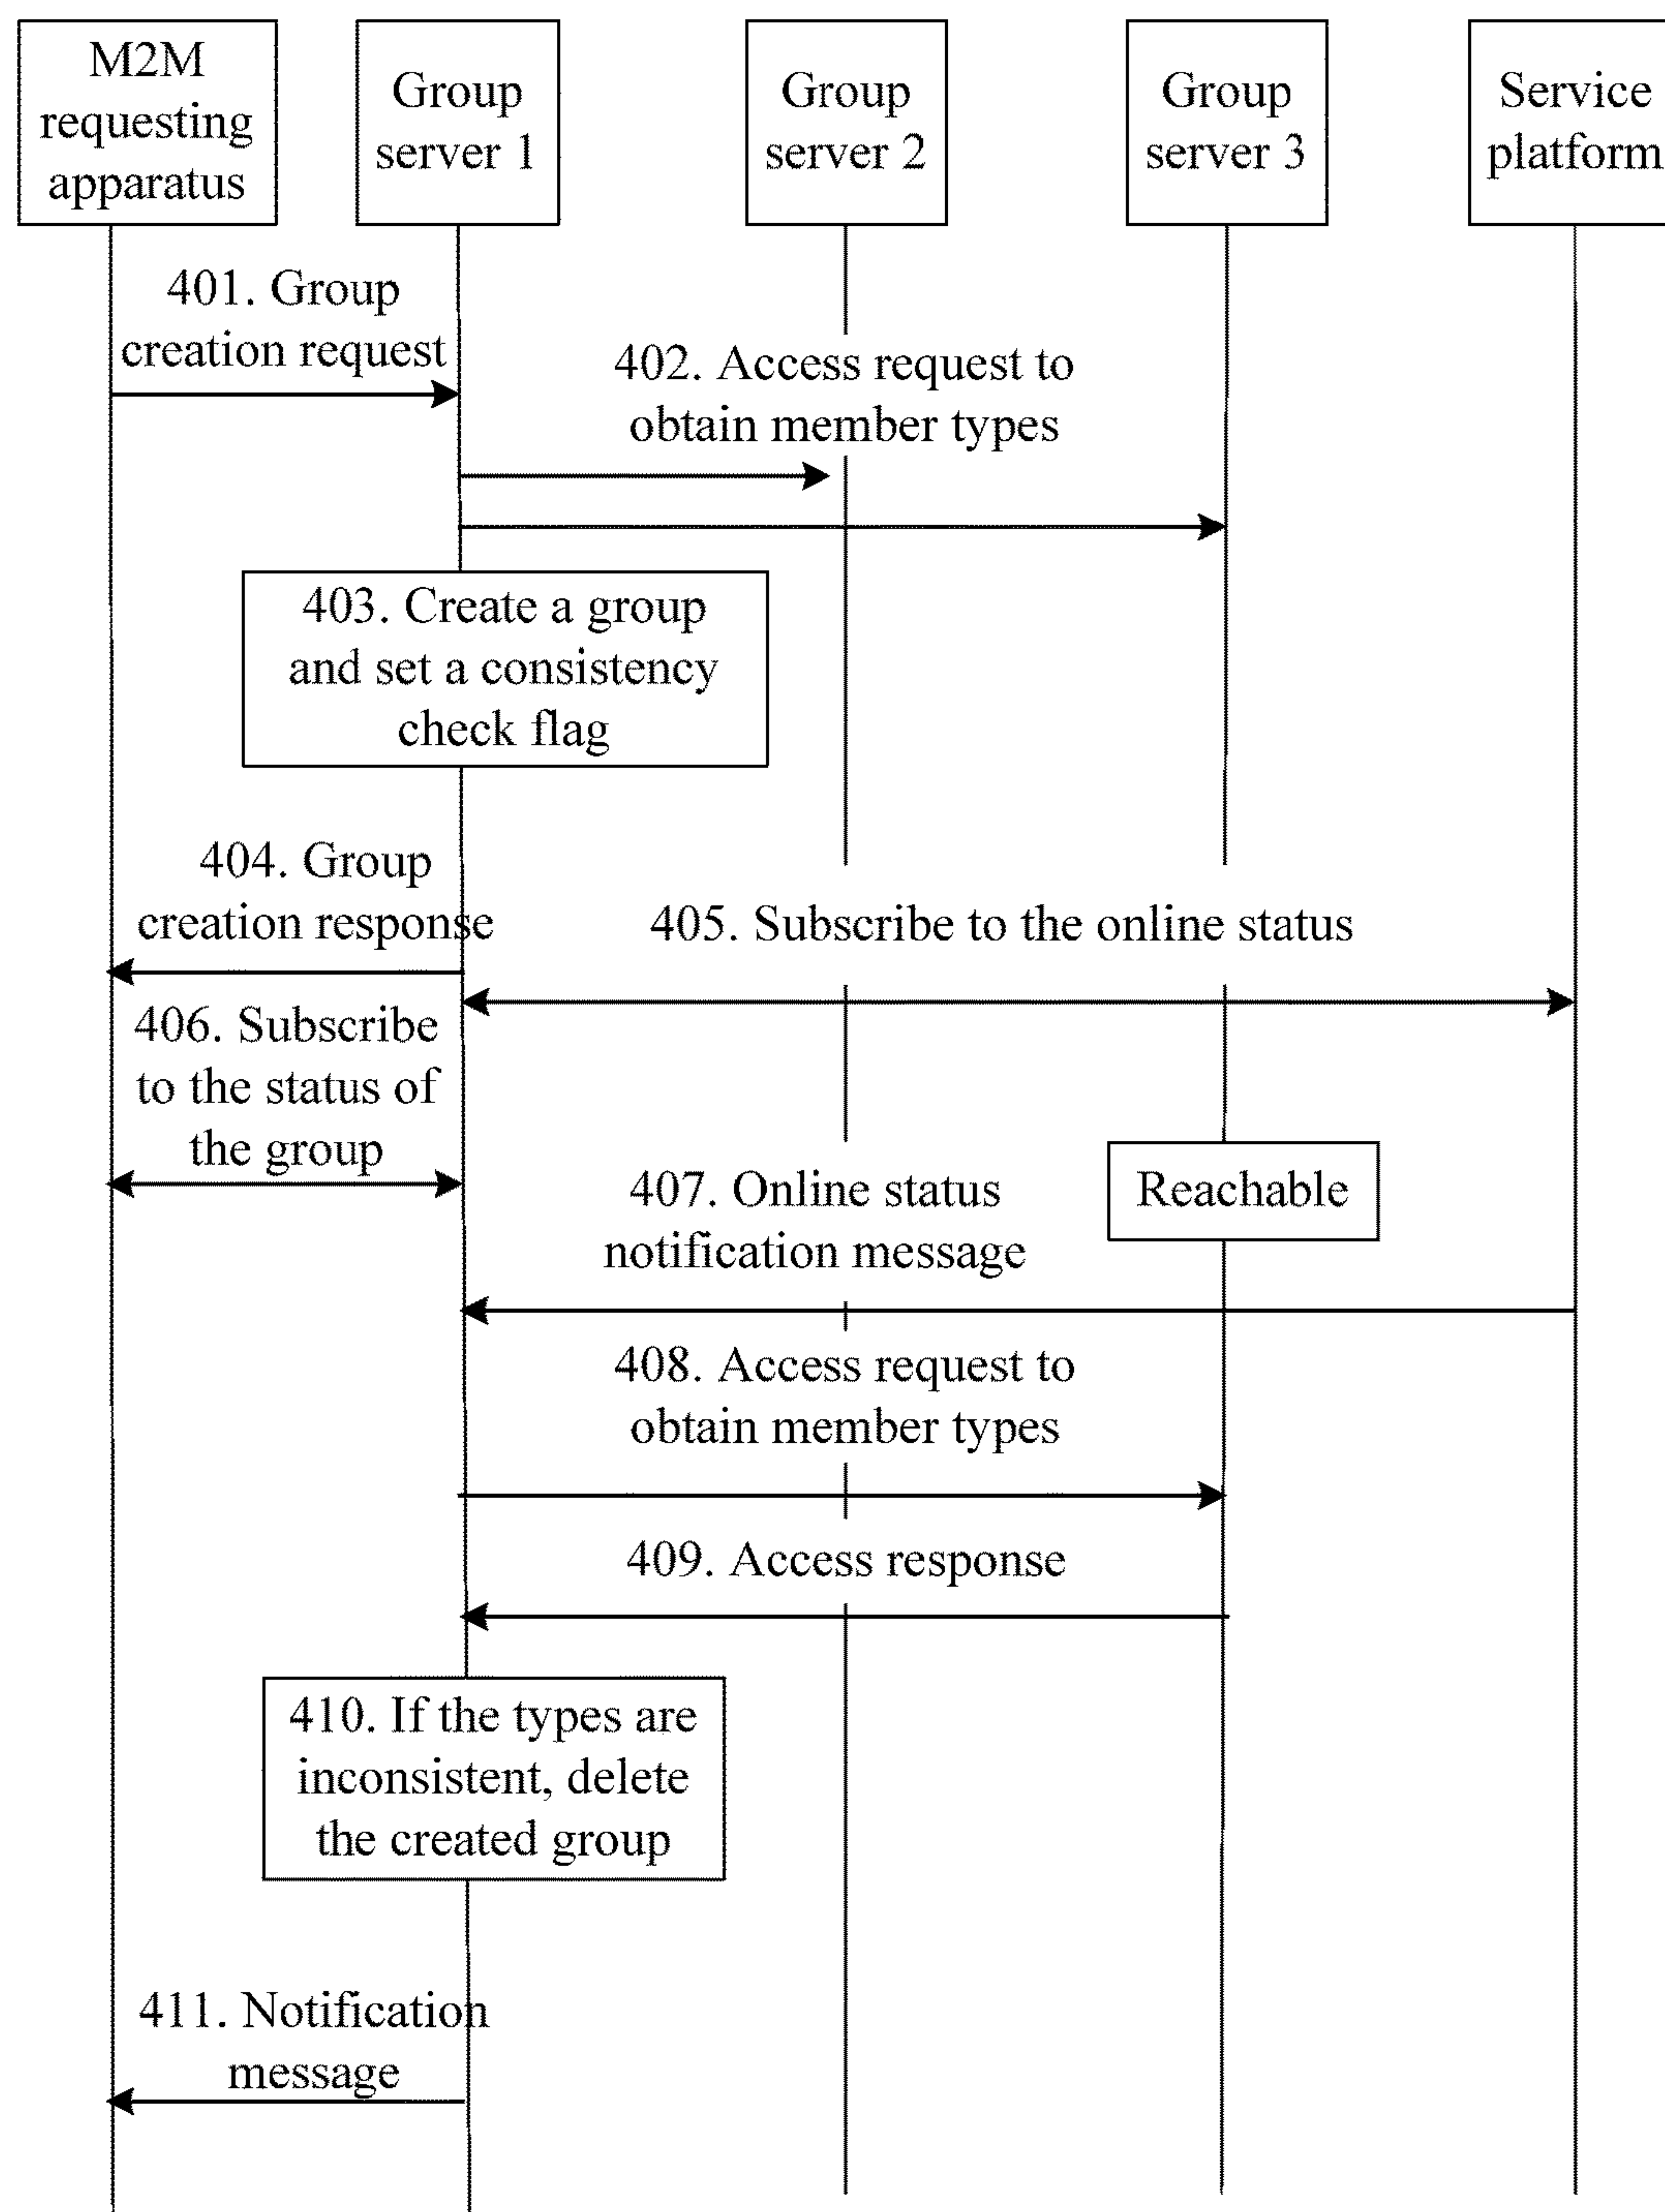 M2M
requesting
apparatus
Group
server 1
Group
server 2
Group
server 3
Service
platform
401. Group
creation request
402. Access request to
obtain member types
403. Create a group
and set a consistency
check flag
404. Group
creation response
405. Subscribe to the online status
406. Subscribe
to the status of
the group
Reachable
407. Online status
notification message
408. Access request to
obtain member types
409. Access response
410. If the types are
inconsistent, delete
the created group
411. Notification
message